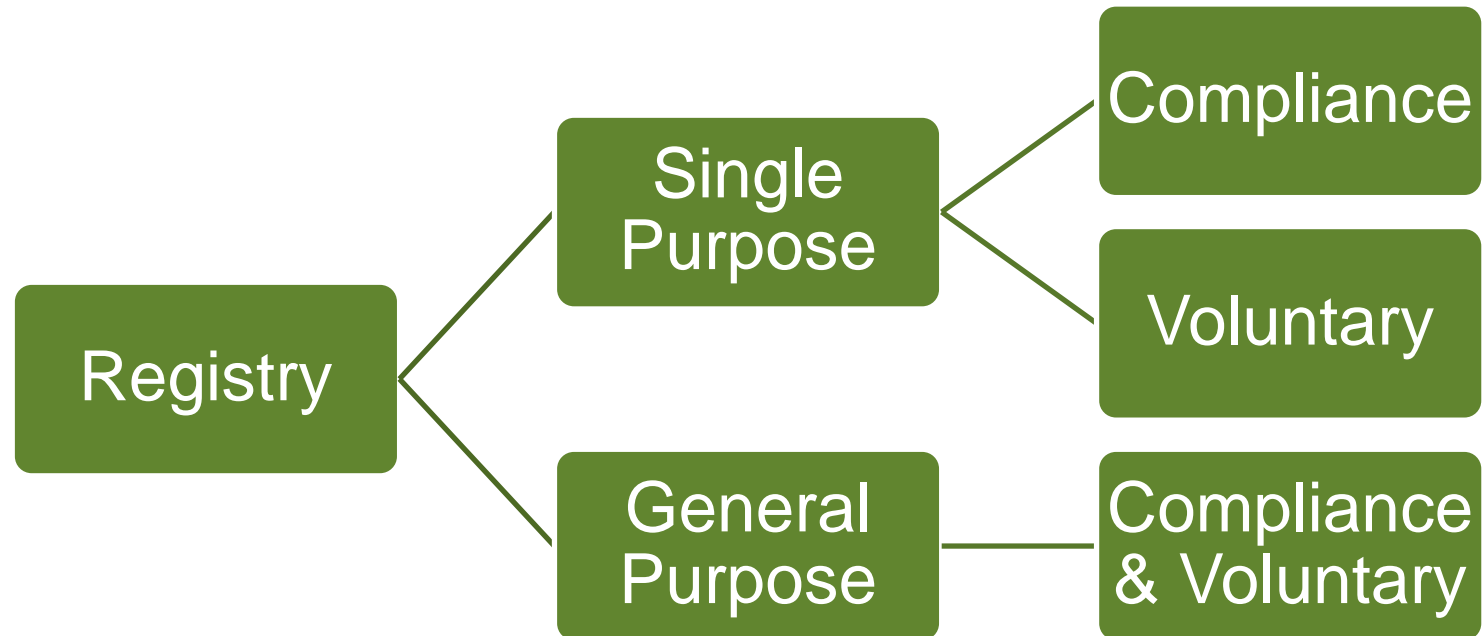 Registry
Single
Purpose
General
Purpose
Compliance
Voluntary
Compliance
& Voluntary